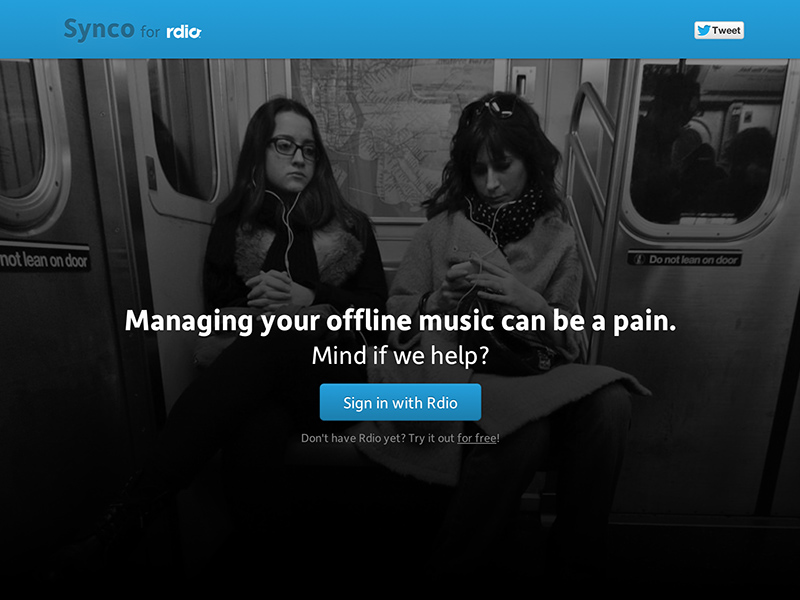 Synco for rdio
Tweet
not lean on door
Do not lean on door
Managing your offline music can be a pain.
Mind if we help?
Sign in with Rdio
Don't have Rdio yet? Try it out for free!